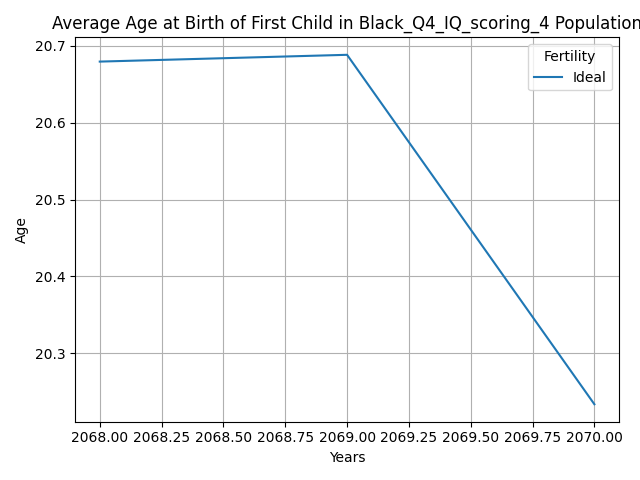 Average Age at Birth of First Child in Black_Q4_IQ_scoring_4 Population
20.7
20.6
20.5
20.4
20.3
Age
Fertility
Ideal
2068.00 2068.25 2068.50 2068.75 2069.00 2069.25 2069.50 2069.75 2070.00
Years